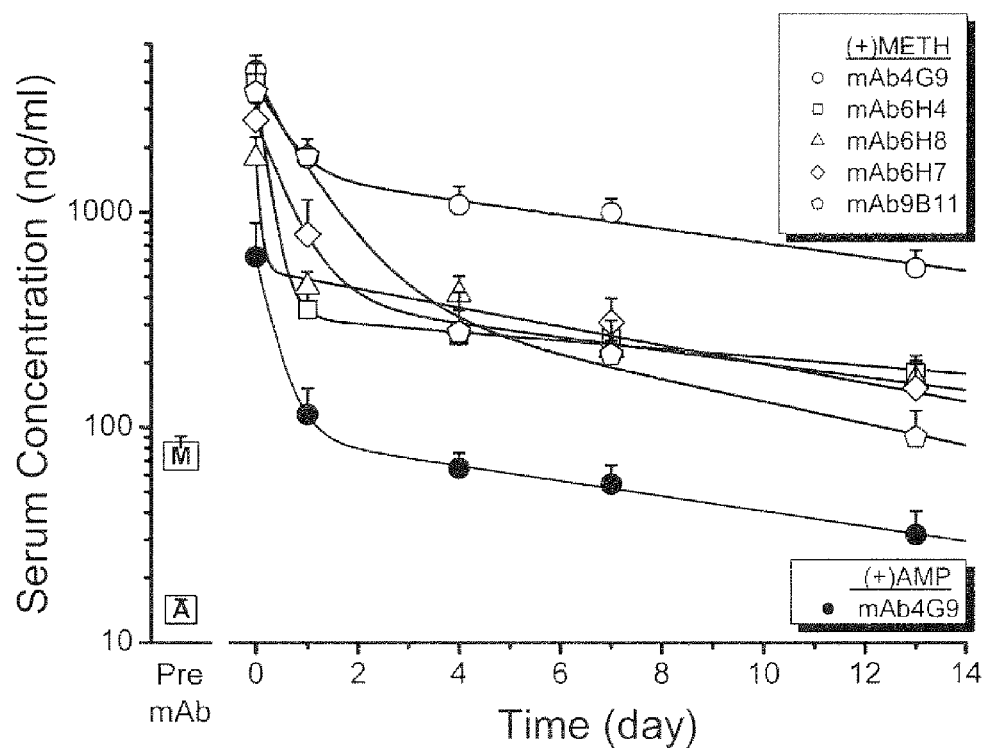 Serum Concentration (ng/ml)
1000
100
10
M
A
(+)METH
mAb4G9
mAb6H4
mAb6H8
mAb6H7
mAb9B11
(+)AMP
mAb4G9
Pre
mAb
0 2 4 6 8 10 12 14
Time (day)